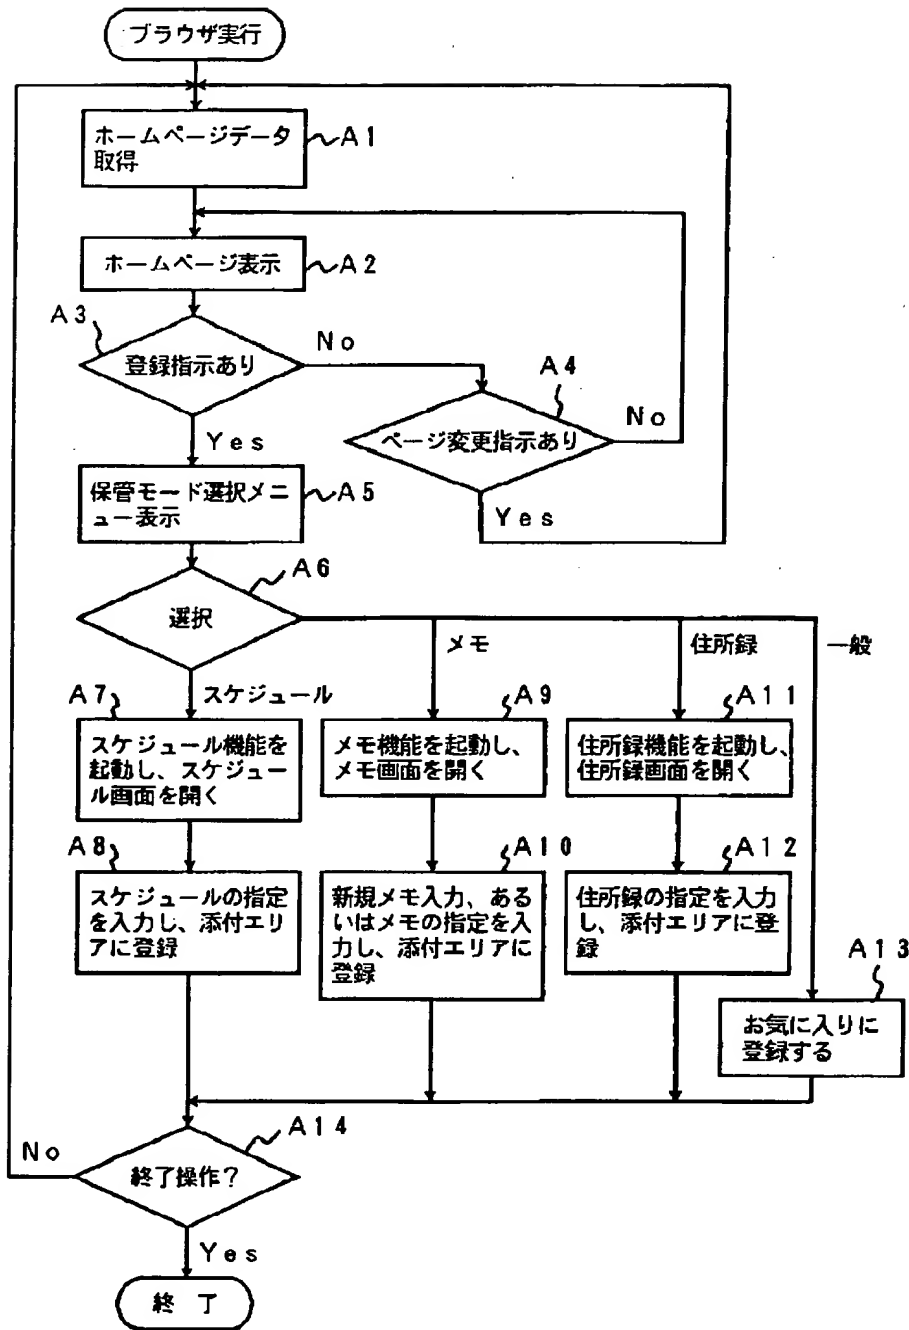 ブラウザ実行
ホームページデータ
取得
A1
ホームページ表示
A2
A3
登録指示あり
No
A4
ページ変更指示あり
No
Yes
Yes
保管モード選択メニ
ュー表示
A5
A6
選択
メモ
住所録
一般
スケジュール
A7
スケジュール機能を
起動し、スケジュー
ル画面を開く
A9
メモ機能を起動し、
メモ画面を開く
A11
住所録機能を起動し、
住所録画面を開く
A8
スケジュールの指定
を入力し、添付エリ
アに登録
A10
新規メモ入力、ある
いはメモの指定を入
力し、添付エリアに
登録
A12
住所録の指定を入力
し、添付エリアに登
録
A13
お気に入りに
登録する
A14
終了操作？
No
Yes
終 了